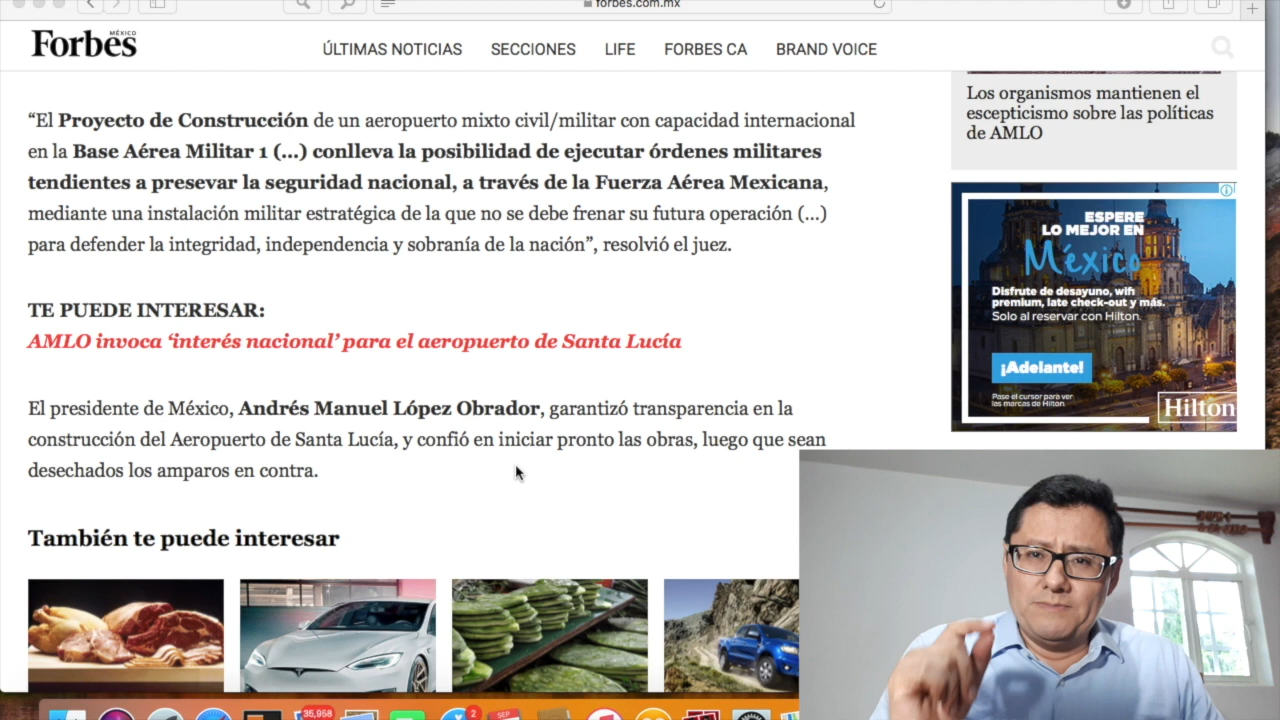 forbes.com.mx
Forbes
MÉXICO
ÚLTIMAS NOTICIAS SECCIONES LIFE FORBES CA BRAND VOICE
“El Proyecto de Construcción de un aeropuerto mixto civil/militar con capacidad internacional
en la Base Aérea Militar 1 (...) conlleva la posibilidad de ejecutar órdenes militares
tendientes a presevar la seguridad nacional, a través de la Fuerza Aérea Mexicana,
mediante una instalación militar estratégica de la que no se debe frenar su futura operación (...)
para defender la integridad, independencia y sobranía de la nación”, resolvió el juez.
TE PUEDE INTERESAR:
AMLO invoca ‘interés nacional’ para el aeropuerto de Santa Lucía
El presidente de México, Andrés Manuel López Obrador, garantizó transparencia en la
construcción del Aeropuerto de Santa Lucía, y confió en iniciar pronto las obras, luego que sean
desechados los amparos en contra.
También te puede interesar
Los organismos mantienen el
escepticismo sobre las políticas
de AMLO
ESPERE
LO MEJOR EN
México
Disfrute de desayuno, wifi
premium, late check-out y más.
Solo al reservar con Hilton.
¡Adelante!
Pase el cursor para ver
las marcas de Hilton.
Hilton
35,958
2
SEP